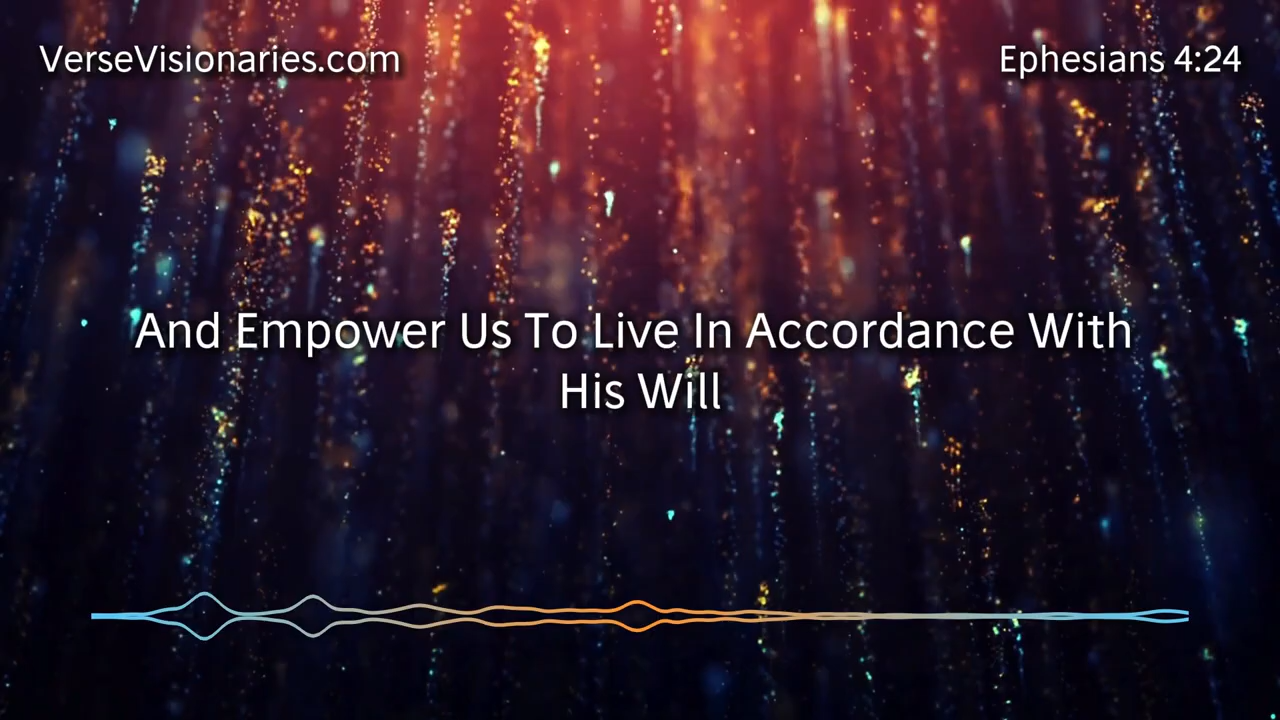 VerseVisionaries.com
Ephesians 4:24
And Empower Us To Live In Accordance With
His Will